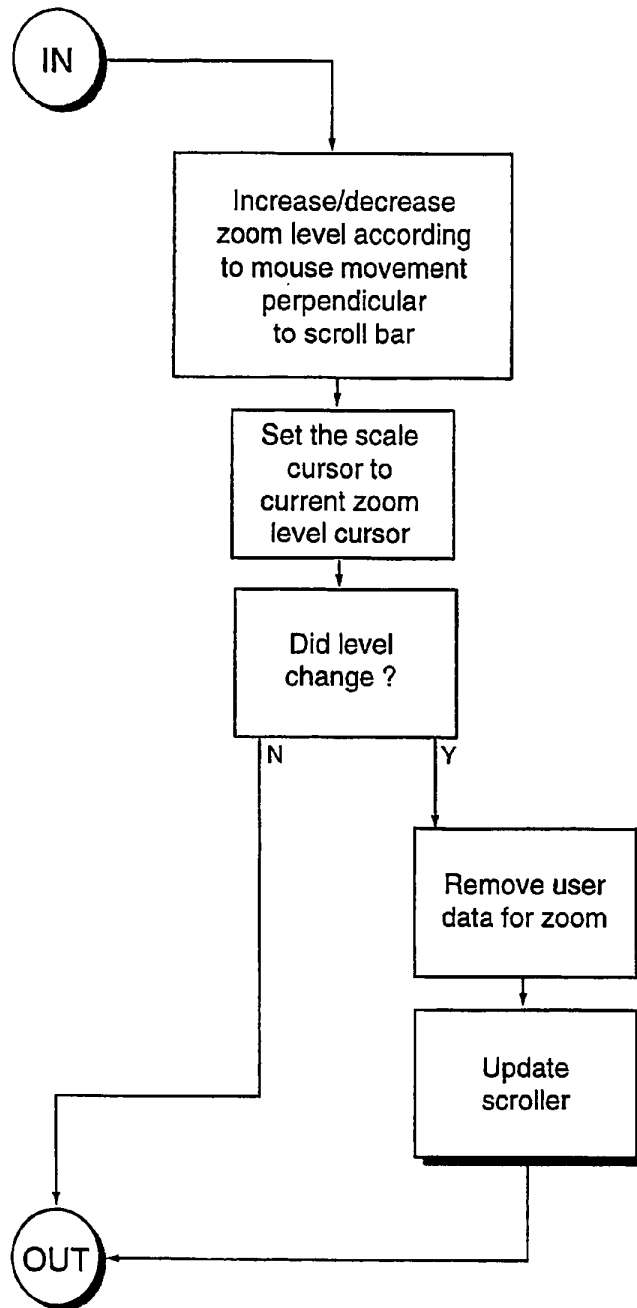 IN
Increase/decrease
zoom level according
to mouse movement
perpendicular
to scroll bar
Set the scale
cursor to
current zoom
level cursor
Did level
change ?
N
Y
Remove user
data for zoom
Update
scroller
OUT